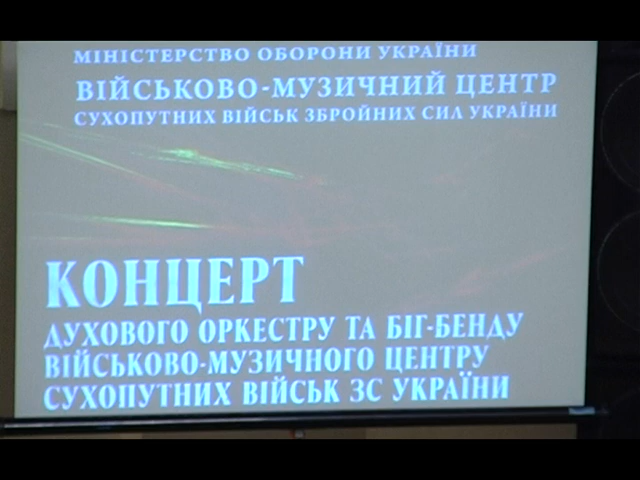 МІНІСТЕРСТВО ОБОРОНИ УКРАЇНИ
ВІЙСЬКОВО-МУЗИЧНИЙ ЦЕНТР
СУХОПУТНИХ ВІЙСЬК ЗБРОЙНИХ СИЛ УКРАЇНИ
КОНЦЕРТ
ДУХОВОГО ОРКЕСТРУ ТА БІГ-БЕНДУ
ВІЙСЬКОВО-МУЗИЧНОГО ЦЕНТРУ
СУХОПУТНИХ ВІЙСЬК ЗС УКРАЇНИ